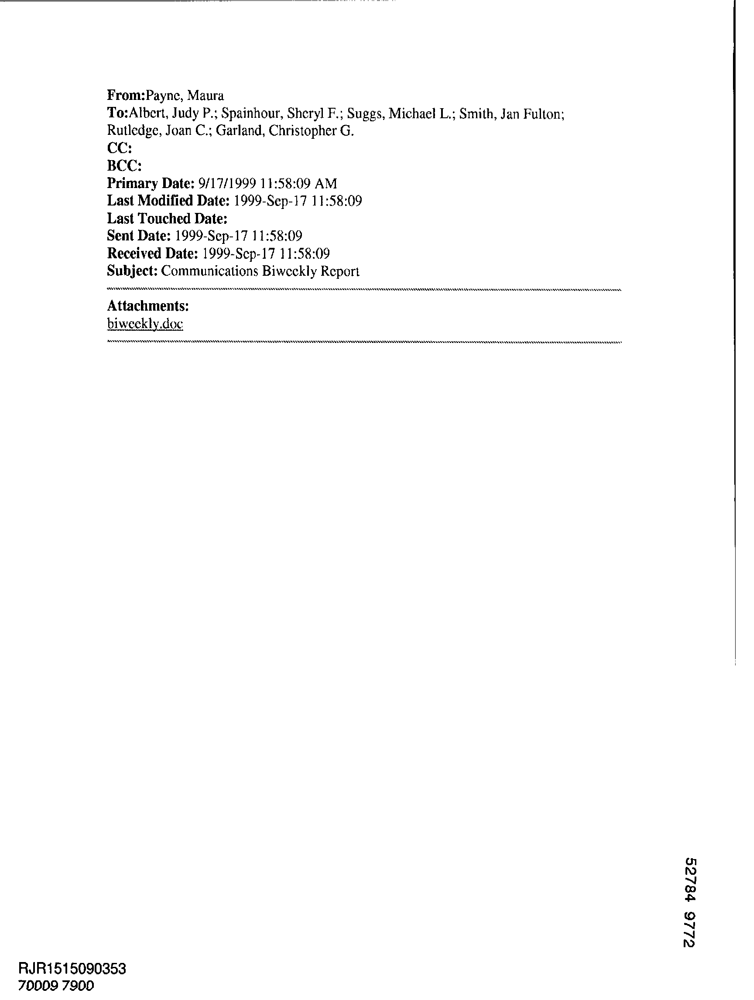 From:Payne, Maura
To:Albert, Judy P.; Spainhour, Sheryl F.; Suggs, Michael L.; Smith, Jan Fulton;
Rutledge, Joan C.; Garland, Christopher G.
CC:
BCC:
Primary Date: 9/17/1999 11:58:09 AM
Last Modified Date: 1999-Sep-17 11:58:09
Last Touched Date:
Sent Date: 1999-Sep-17 11:58:09
Received Date: 1999-Sep-17 11:58:09
Subject: Communications Biweekly Report
Attachments:
biweekly.doc
52784 9772
RJR1515090353
70009 7900